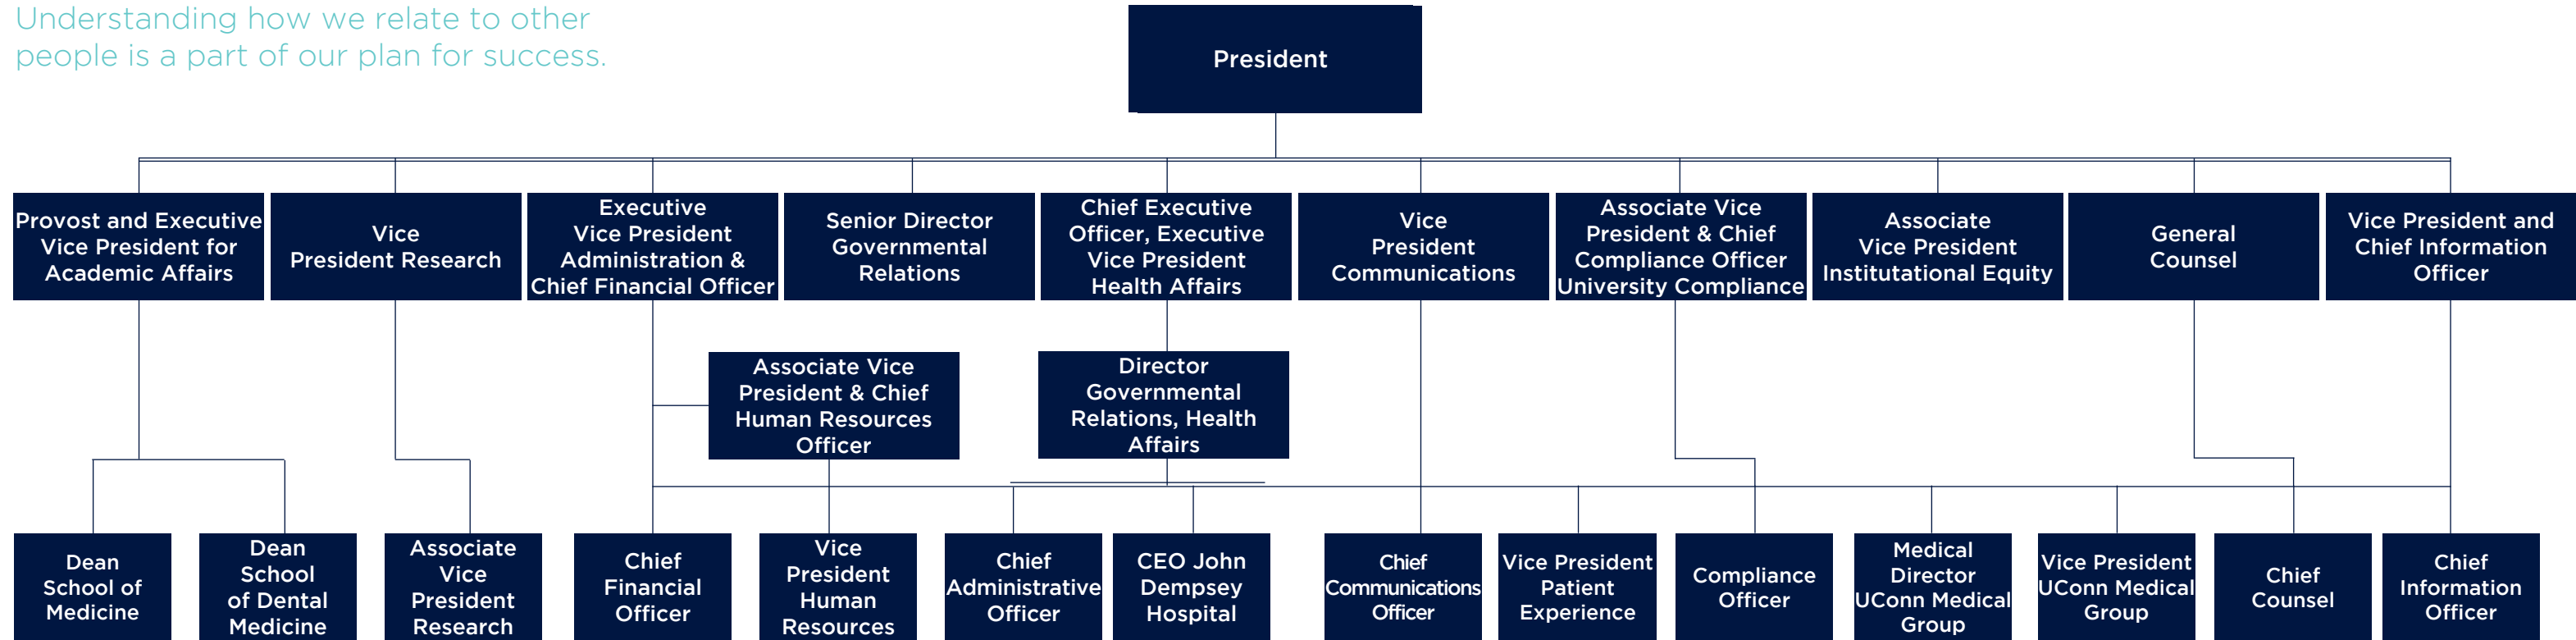 Understanding how we relate to other
people is a part of our plan for success.
President
Provost and Executive
Vice President for
Academic Affairs
Vice
President Research
Executive
Vice President
Administration &
Chief Financial Officer
Senior Director
Governmental
Relations
Chief Executive
Officer, Executive
Vice President
Health Affairs
Vice
President
Communications
Associate Vice
President & Chief
Compliance Officer
University Compliance
Associate
Vice President
Institutational Equity
General
Counsel
Vice President and
Chief Information
Officer
Associate Vice
President & Chief
Human Resources
Officer
Director
Governmental
Relations, Health
Affairs
Dean
School of
Medicine
Dean
School
of Dental
Medicine
Associate
Vice
President
Research
Chief
Financial
Officer
Vice
President
Human
Resources
Chief
Administrative
Officer
CEO John
Dempsey
Hospital
Chief
Communications
Officer
Vice President
Patient
Experience
Compliance
Officer
Medical
Director
UConn Medical
Group
Vice President
UConn Medical
Group
Chief
Counsel
Chief
Information
Officer